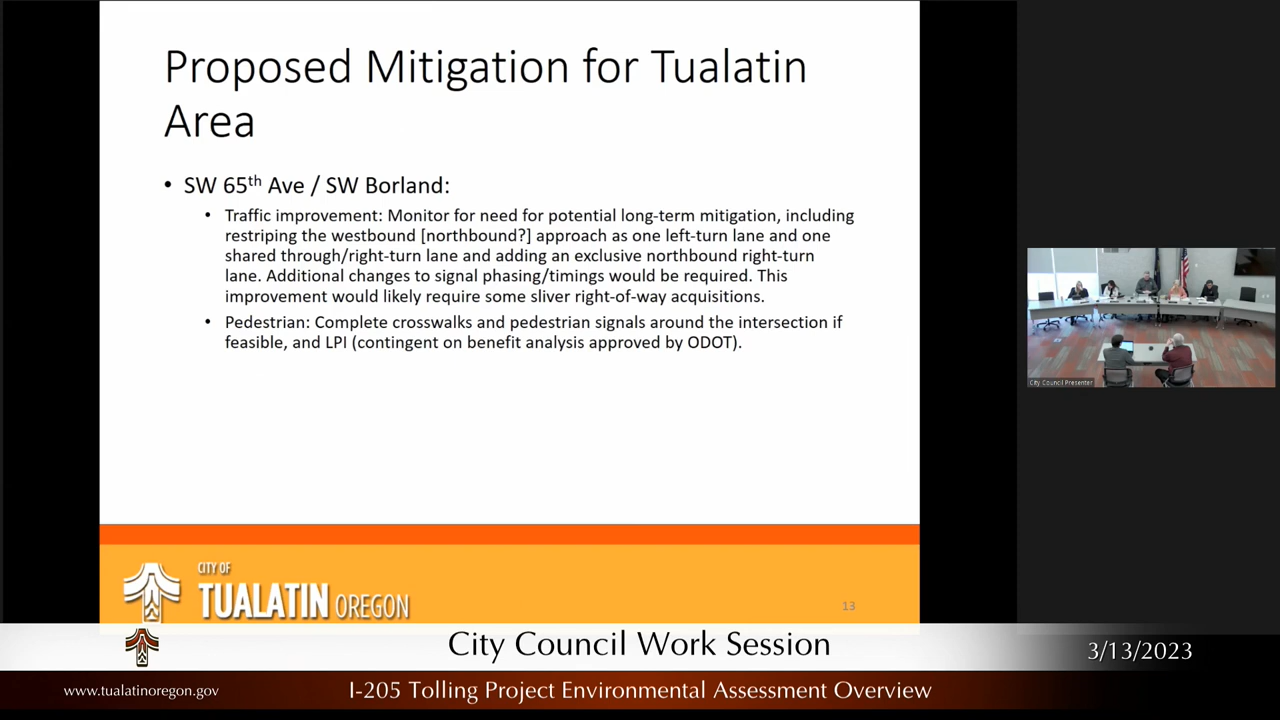 Proposed Mitigation for Tualatin
Area
• SW 65th Ave / SW Borland:
• Traffic improvement: Monitor for need for potential long-term mitigation, including
restriping the westbound [northbound?] approach as one left-turn lane and one
shared through/right-turn lane and adding an exclusive northbound right-turn
lane. Additional changes to signal phasing/timings would be required. This
improvement would likely require some sliver right-of-way acquisitions.
• Pedestrian: Complete crosswalks and pedestrian signals around the intersection if
feasible, and LPI (contingent on benefit analysis approved by ODOT).
City Council Presenter
CITY OF
TUALATIN OREGON
13
City Council Work Session
3/13/2023
www.tualatinoregon.gov
I-205 Tolling Project Environmental Assessment Overview